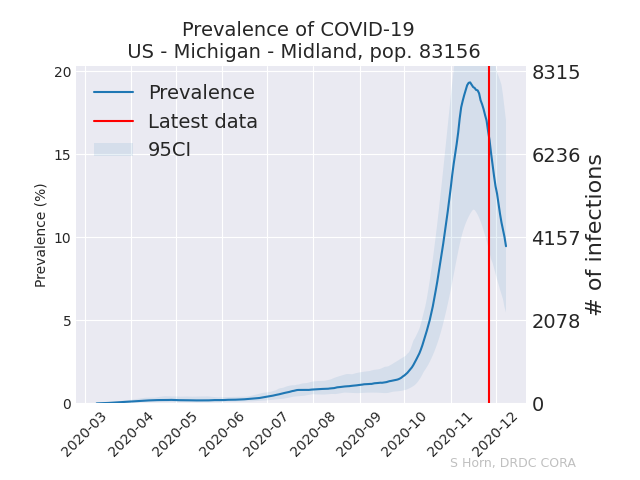 Prevalence of COVID-19
US - Michigan - Midland, pop. 83156
Prevalence
Latest data
95CI
Prevalence (%)
20
15
10
5
0
8315
6236
4157
2078
0
# of infections
2020-03
2020-04
2020-05
2020-06
2020-07
2020-08
2020-09
2020-10
2020-11
2020-12
S Horn, DRDC CORA